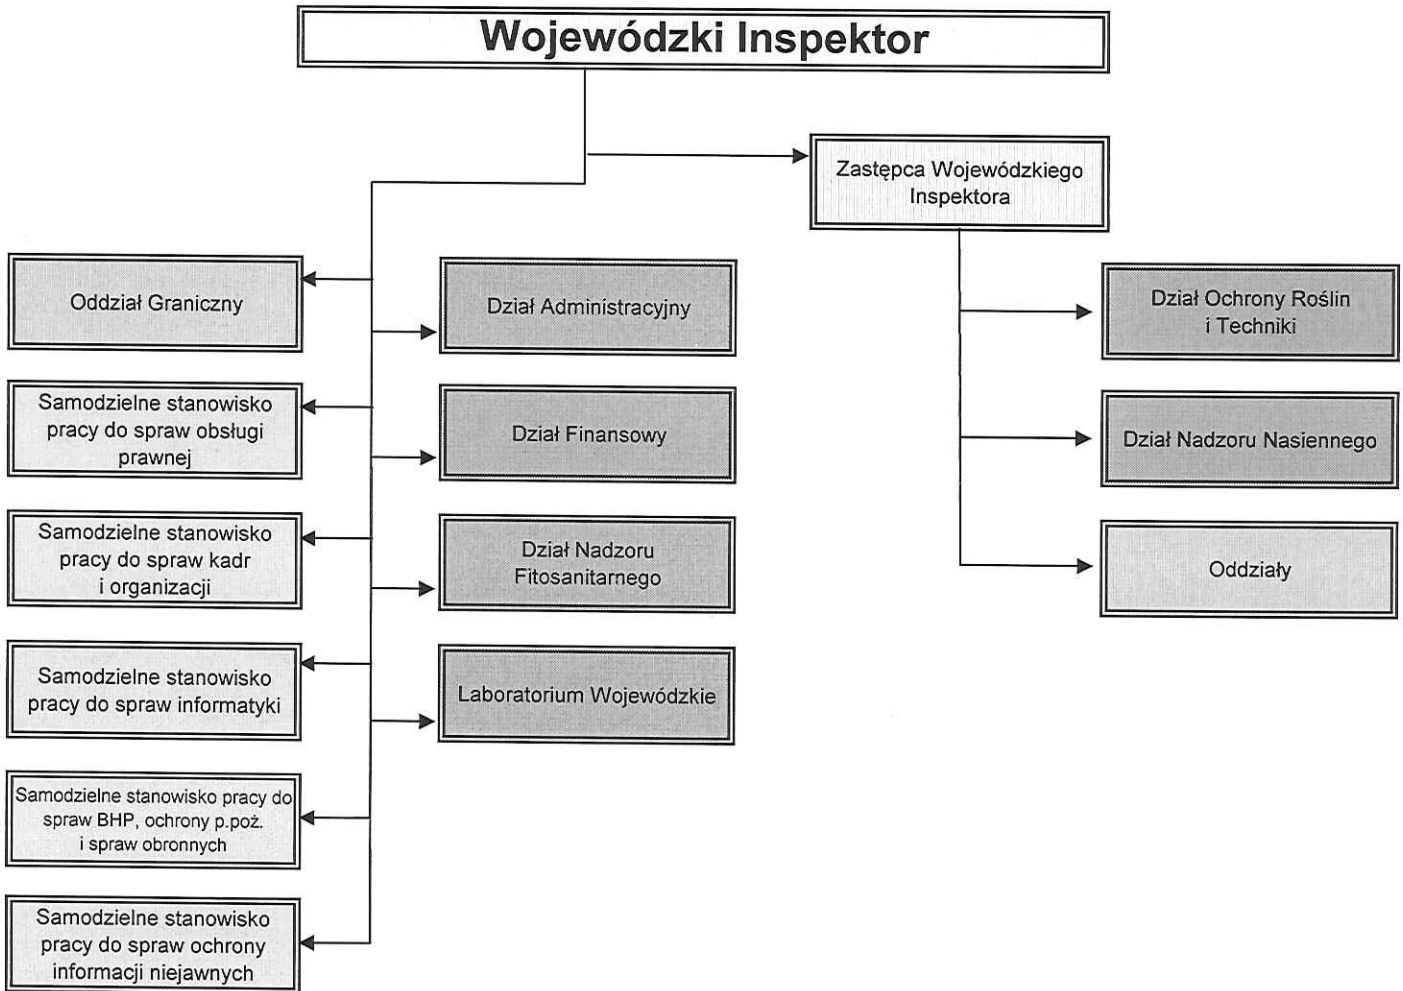 Wojewódzki Inspektor
Zastępca Wojewódzkiego
Inspektora
Oddział Graniczny
Dział Administracyjny
Dział Ochrony Roślin
i Techniki
Samodzielne stanowisko
pracy do spraw obsługi
prawnej
Dział Finansowy
Dział Nadzoru Nasiennego
Samodzielne stanowisko
pracy do spraw kadr
i organizacji
Dział Nadzoru
Fitosanitarnego
Oddziały
Samodzielne stanowisko
pracy do spraw informatyki
Laboratorium Wojewódzkie
Samodzielne stanowisko pracy do
spraw BHP, ochrony p.poż.
i spraw obronnych
Samodzielne stanowisko
pracy do spraw ochrony
informacji niejawnych